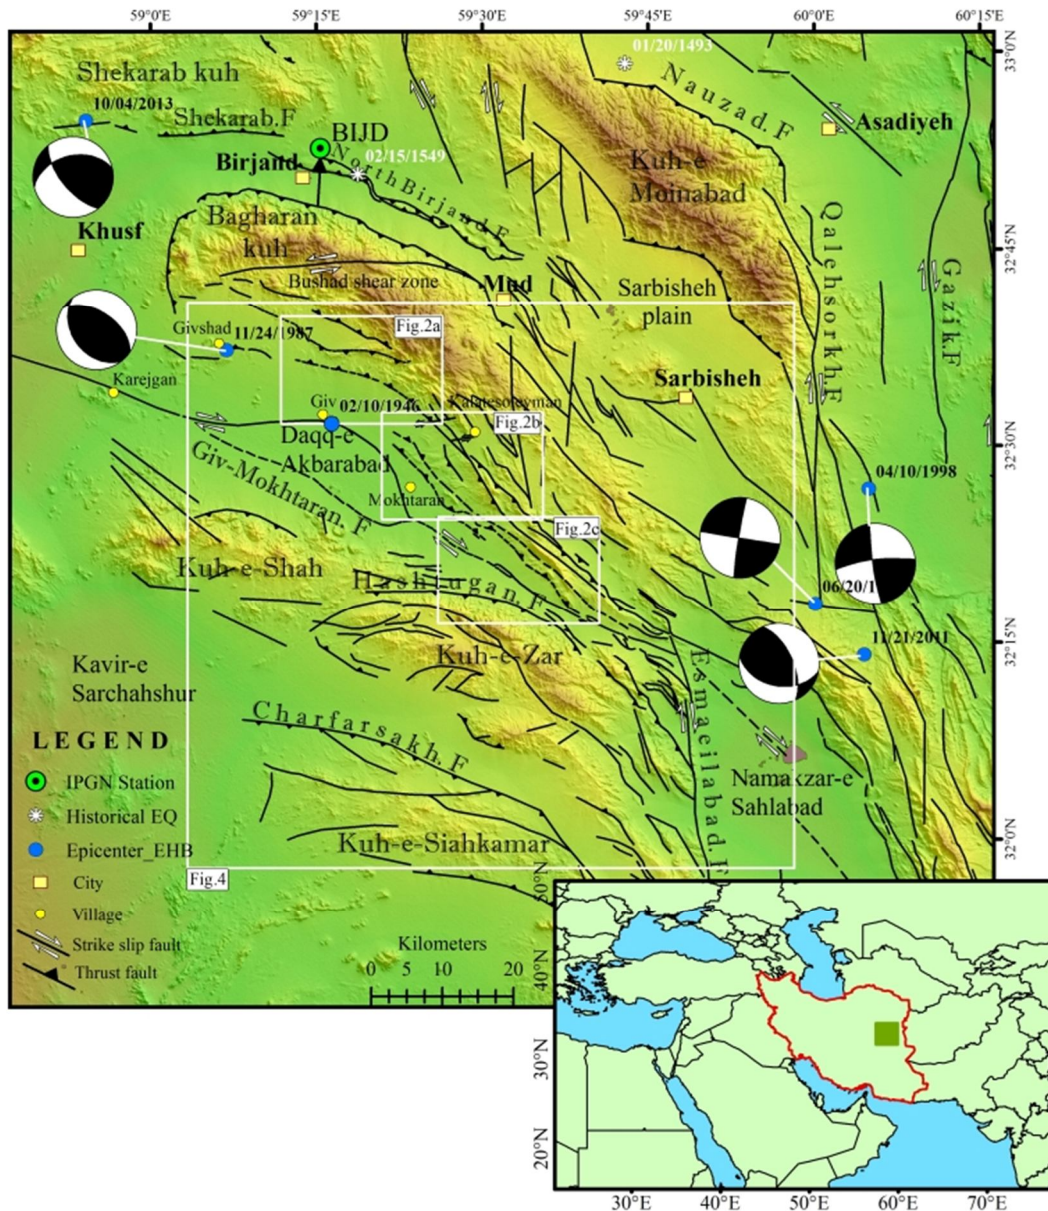 59°0'E
59°15'E
59°30'E
59°45'E
60°0'E
60°15'E
33°0'N
32°45'N
32°30'N
32°15'N
32°0'N
01/20/1493
Shekarab kuh
10/04/2013
Shekarab.F
Nauzad.F
Asadiyeh
BIJD
Birjand
02/15/1549
North Birjand F
Kuh-e
Moinabad
Khusf
Bagharan
kuh
Qalehsorkh.F
Gazik.F
Bushad shear zone
Mud
Sarbisheh
plain
Givshad
11/24/1987
Fig.2a
Karejgan
Sarbisheh
Giv
02/10/1946
Kalatesoleyman
Fig.2b
Daqq-e
Akbarabad
Giv-Mokhtaran. F
Mokhtaran
04/10/1998
Fig.2c
Kuh-e-Shah
Hashtugan. F
06/20/1
11/21/2011
Kuh-e-Zar
Kavir-e
Sarchahshur
Esmaeilabad.F
Charfarsakh. F
Namakzar-e
Sahlabad
Kuh-e-Siahkamar
Fig.4
LEGEND
IPGN Station
Historical EQ
Epicenter_EHB
City
Village
Strike slip fault
Thrust fault
Kilometers
0 5 10 20
50°N
40°N
30°N
20°N
30°E
40°E
50°E
60°E
70°E